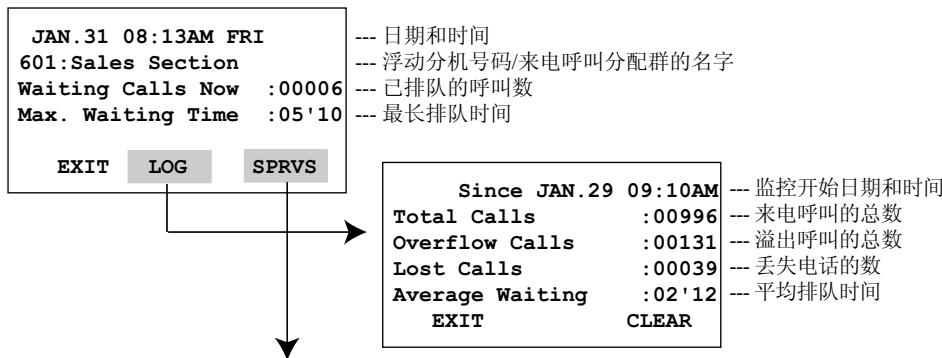 JAN.31 08:13AM FRI --- 日期和时间
601:Sales Section --- 浮动分机号码/来电呼叫分配群的名字
Waiting Calls Now :00006 --- 已排队的呼叫数
Max. Waiting Time :05'10 --- 最长排队时间
EXIT LOG SPRVS
Since JAN.29 09:10AM --- 监控开始日期和时间
Total Calls :00996 --- 来电呼叫的总数
Overflow Calls :00131 --- 溢出呼叫的总数
Lost Calls :00039 --- 丢失电话的数
Average Waiting :02'12 --- 平均排队时间
EXIT CLEAR